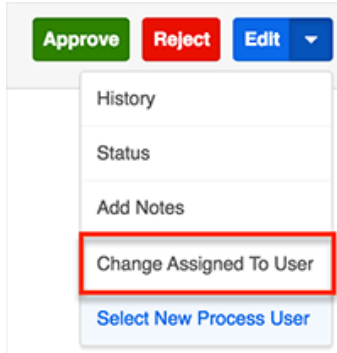 Approve Reject Edit
History
Status
Add Notes
Change Assigned To User
Select New Process User